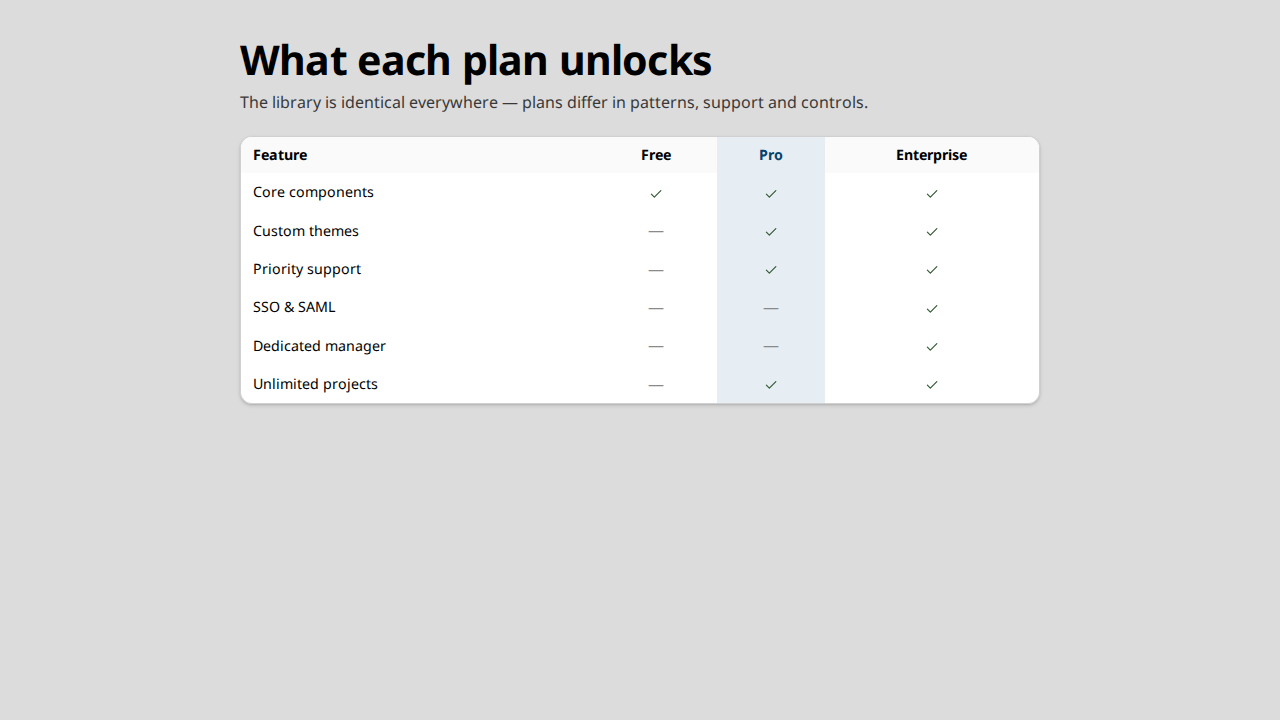 What each plan unlocks
The library is identical everywhere — plans differ in patterns, support and controls.
Feature Free Pro Enterprise
Core components ✓ ✓ ✓
Custom themes — ✓ ✓
Priority support — ✓ ✓
SSO & SAML — — ✓
Dedicated manager — — ✓
Unlimited projects — ✓ ✓